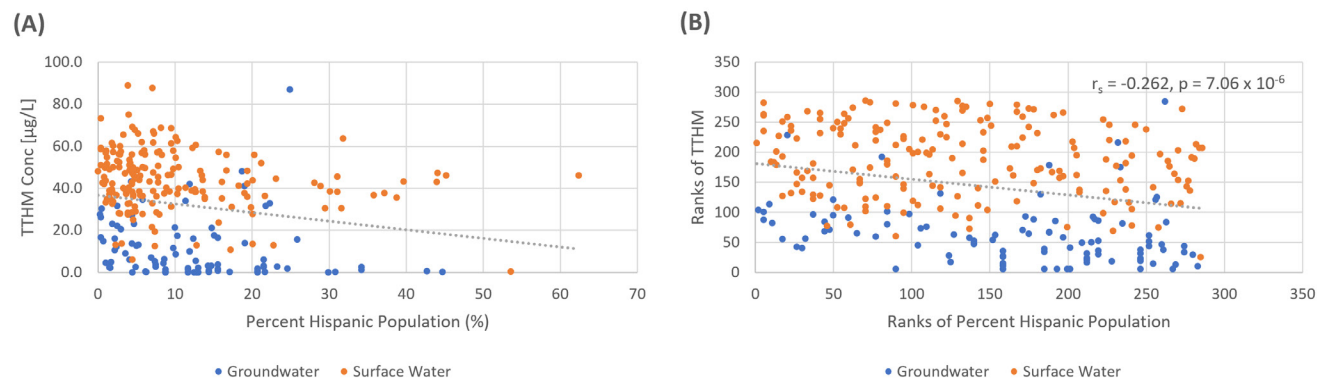 (A)
100.0
80.0
60.0
40.0
20.0
0.0
TTHM Conc [µg/L]
0 10 20 30 40 50 60 70
Percent Hispanic Population (%)
Groundwater Surface Water
(B)
350
300
250
200
150
100
50
0
Ranks of TTHM
rs = -0.262, p = 7.06 x 10-6
0 50 100 150 200 250 300 350
Ranks of Percent Hispanic Population
Groundwater Surface Water